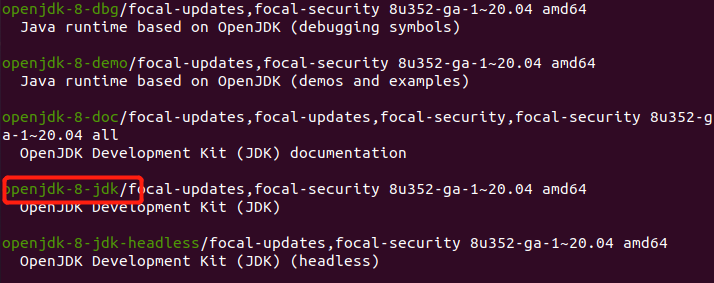 openjdk-8-dbg/focal-updates,focal-security 8u352-ga-1~20.04 amd64
Java runtime based on OpenJDK (debugging symbols)
openjdk-8-demo/focal-updates,focal-security 8u352-ga-1~20.04 amd64
Java runtime based on OpenJDK (demos and examples)
openjdk-8-doc/focal-updates,focal-updates,focal-security,focal-security 8u352-g
a-1~20.04 all
OpenJDK Development Kit (JDK) documentation
openjdk-8-jdk/focal-updates,focal-security 8u352-ga-1~20.04 amd64
OpenJDK Development Kit (JDK)
openjdk-8-jdk-headless/focal-updates,focal-security 8u352-ga-1~20.04 amd64
OpenJDK Development Kit (JDK) (headless)